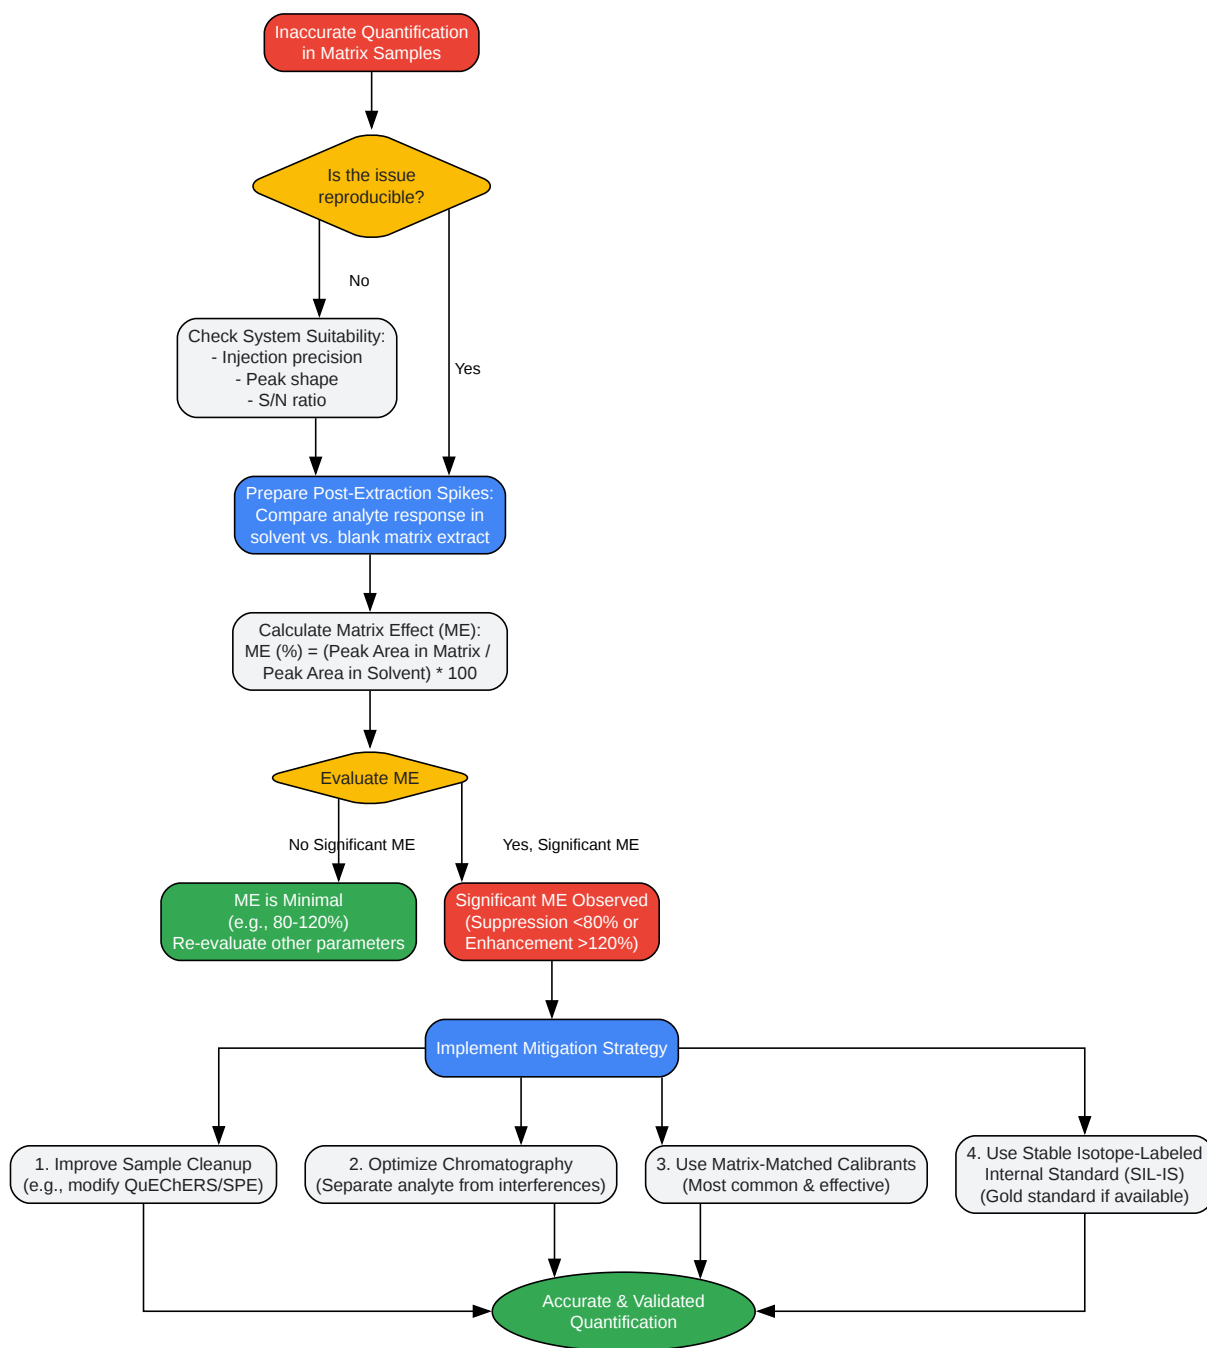 Inaccurate Quantification
in Matrix Samples
Is the issue
reproducible?
No
Check System Suitability:
- Injection precision
- Peak shape
- S/N ratio
Yes
Prepare Post-Extraction Spikes:
Compare analyte response in
solvent vs. blank matrix extract
Calculate Matrix Effect (ME):
ME (%) = (Peak Area in Matrix /
Peak Area in Solvent) * 100
Evaluate ME
No Significant ME
Yes, Significant ME
ME is Minimal
(e.g., 80-120%)
Re-evaluate other parameters
Significant ME Observed
(Suppression <80% or
Enhancement >120%)
Implement Mitigation Strategy
1. Improve Sample Cleanup
(e.g., modify QuEChERS/SPE)
2. Optimize Chromatography
(Separate analyte from interferences)
3. Use Matrix-Matched Calibrants
(Most common & effective)
4. Use Stable Isotope-Labeled
Internal Standard (SIL-IS)
(Gold standard if available)
Accurate & Validated
Quantification